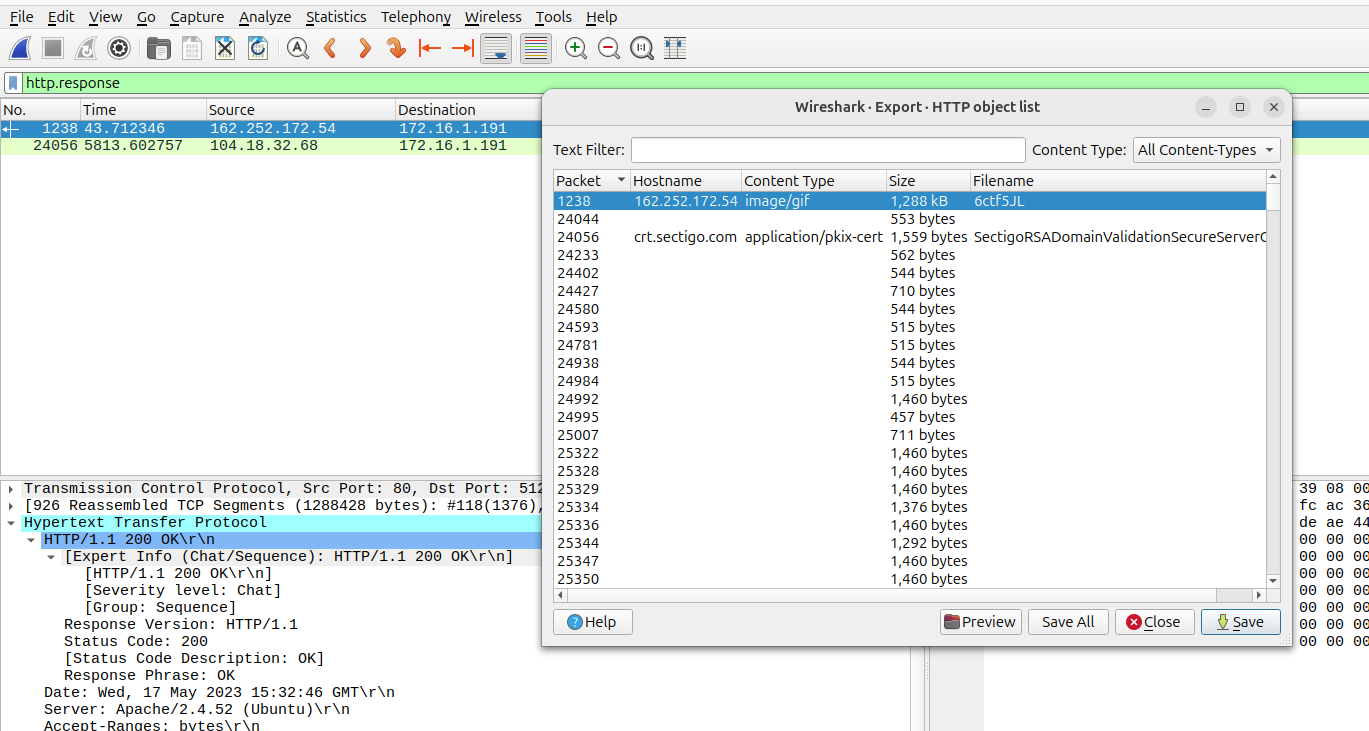 File Edit View Go Capture Analyze Statistics Telephony Wireless Tools Help
http.response
No. Time Source Destination
1238 43.712346 162.252.172.54 172.16.1.191
24056 5813.602757 104.18.32.68 172.16.1.191
Wireshark · Export · HTTP object list
Text Filter: Content Type: All Content-Types
Packet Hostname Content Type Size Filename
1238 162.252.172.54 image/gif 1,288 kB 6ctf5JL
24044 553 bytes
24056 crt.sectigo.com application/pkix-cert 1,559 bytes SectigoRSADomainValidationSecureServerC
24233 562 bytes
24402 544 bytes
24427 710 bytes
24580 544 bytes
24593 515 bytes
24781 515 bytes
24938 544 bytes
24984 515 bytes
24992 1,460 bytes
24995 457 bytes
25007 711 bytes
25322 1,460 bytes
25328 1,460 bytes
25329 1,460 bytes
25334 1,376 bytes
25336 1,460 bytes
25344 1,292 bytes
25347 1,460 bytes
25350 1,460 bytes
Help Preview Save All Close Save
Transmission Control Protocol, Src Port: 80, Dst Port: 512
[926 Reassembled TCP Segments (1288428 bytes): #118(1376),
Hypertext Transfer Protocol
HTTP/1.1 200 OK\r\n
[Expert Info (Chat/Sequence): HTTP/1.1 200 OK\r\n]
[HTTP/1.1 200 OK\r\n]
[Severity level: Chat]
[Group: Sequence]
Response Version: HTTP/1.1
Status Code: 200
[Status Code Description: OK]
Response Phrase: OK
Date: Wed, 17 May 2023 15:32:46 GMT\r\n
Server: Apache/2.4.52 (Ubuntu)\r\n
Accept-Ranges: bytes\r\n
39 08 00
fc ac 36
de ae 44
00 00 00
00 00 00
00 00 00
00 00 00
00 00 00
00 00 00
00 00 00